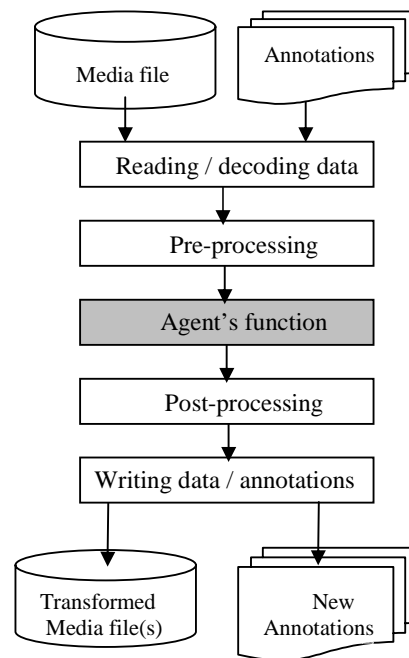 Media file
Annotations
Reading / decoding data
Pre-processing
Agent's function
Post-processing
Writing data / annotations
Transformed
Media file(s)
New
Annotations